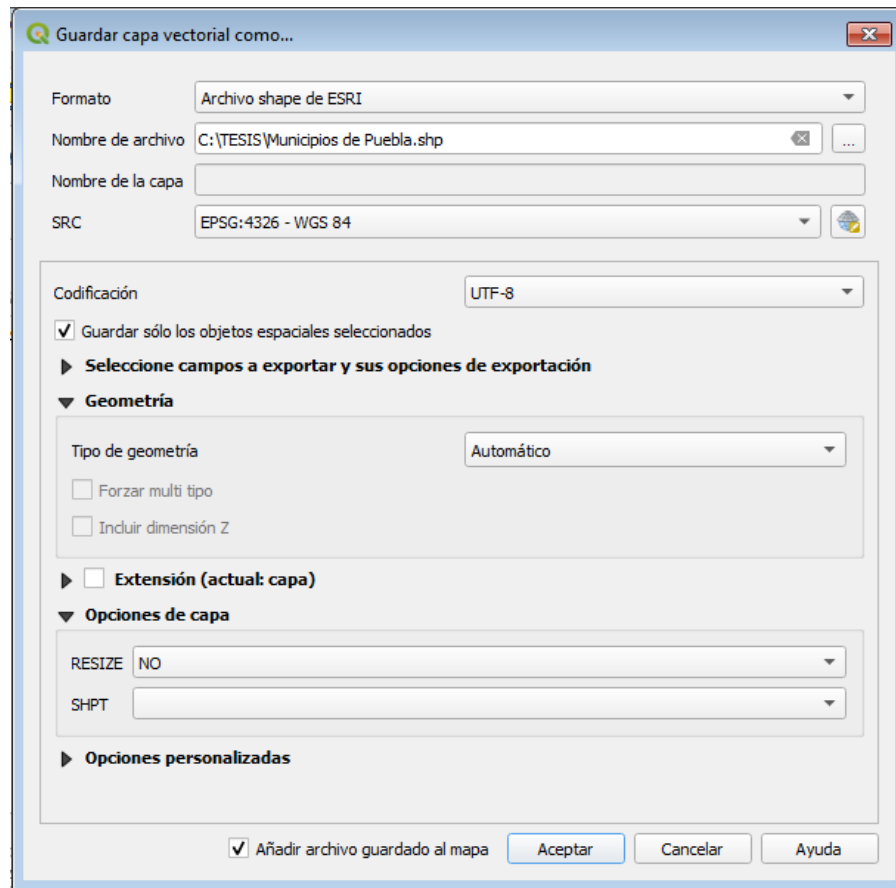 Guardar capa vectorial como...
Formato Archivo shape de ESRI
Nombre de archivo C:\TESIS\Municipios de Puebla.shp ...
Nombre de la capa
SRC EPSG:4326 - WGS 84
Codificación UTF-8
Guardar sólo los objetos espaciales seleccionados
Seleccione campos a exportar y sus opciones de exportación
Geometría
Tipo de geometría Automático
Forzar multi tipo
Incluir dimensión Z
Extensión (actual: capa)
Opciones de capa
RESIZE NO
SHPT
Opciones personalizadas
Añadir archivo guardado al mapa Aceptar Cancelar Ayuda